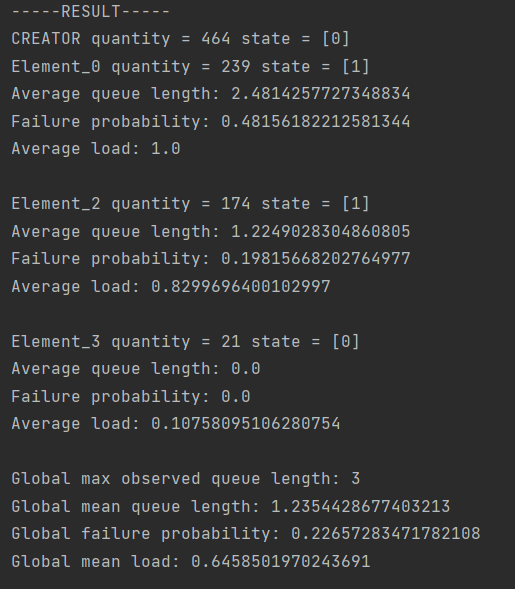 -----RESULT-----
CREATOR quantity = 464 state = [0]
Element_0 quantity = 239 state = [1]
Average queue length: 2.4814257727348834
Failure probability: 0.48156182212581344
Average load: 1.0
Element_2 quantity = 174 state = [1]
Average queue length: 1.2249028304860805
Failure probability: 0.19815668202764977
Average load: 0.8299696400102997
Element_3 quantity = 21 state = [0]
Average queue length: 0.0
Failure probability: 0.0
Average load: 0.10758095106280754
Global max observed queue length: 3
Global mean queue length: 1.2354428677403213
Global failure probability: 0.22657283471782108
Global mean load: 0.6458501970243691